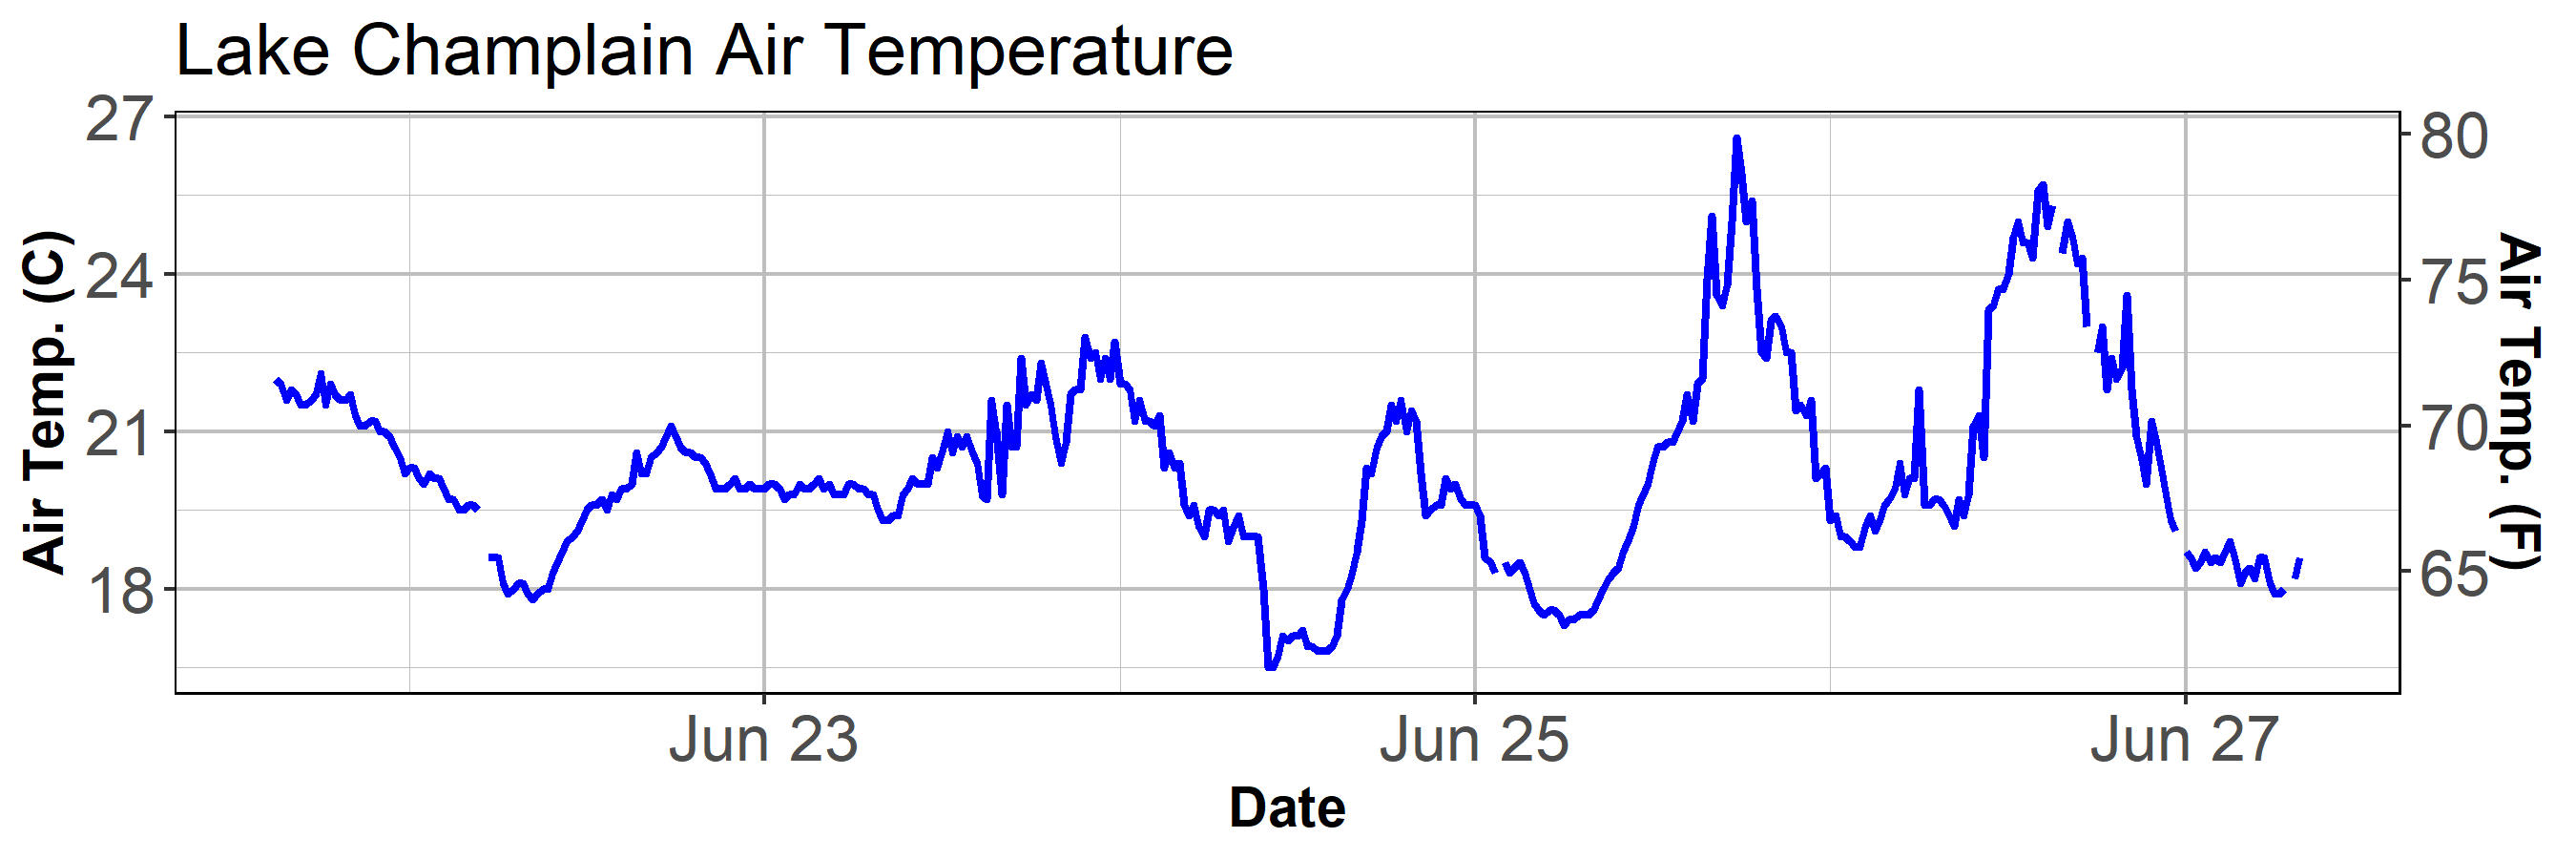 Lake Champlain Air Temperature
27
24
21
18
Air Temp. (C)
80
75
70
65
Air Temp. (F)
Jun 23
Jun 25
Jun 27
Date